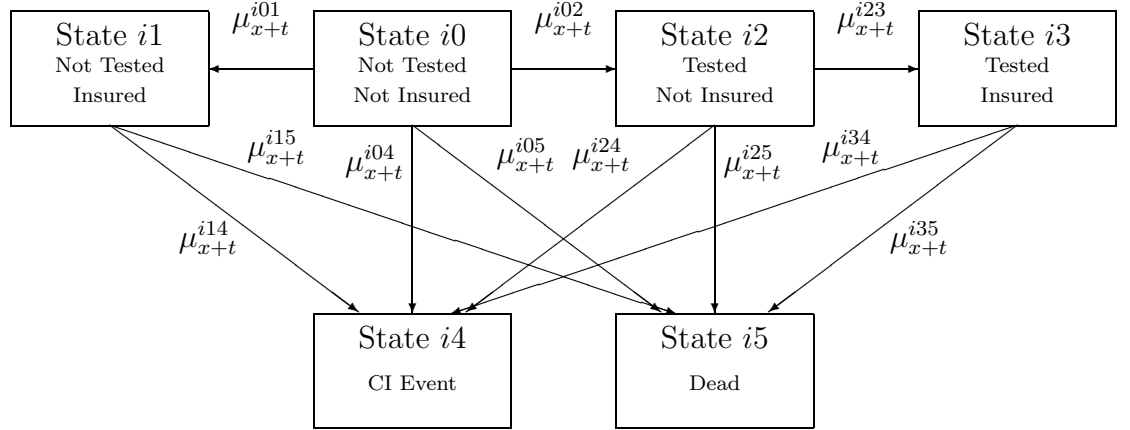 μ^{i01}_{x+t}
μ^{i02}_{x+t}
μ^{i23}_{x+t}
State i1
Not Tested
Insured
State i0
Not Tested
Not Insured
State i2
Tested
Not Insured
State i3
Tested
Insured
μ^{i15}_{x+t}
μ^{i04}_{x+t}
μ^{i05}_{x+t}
μ^{i24}_{x+t}
μ^{i25}_{x+t}
μ^{i34}_{x+t}
μ^{i14}_{x+t}
μ^{i35}_{x+t}
State i4
CI Event
State i5
Dead